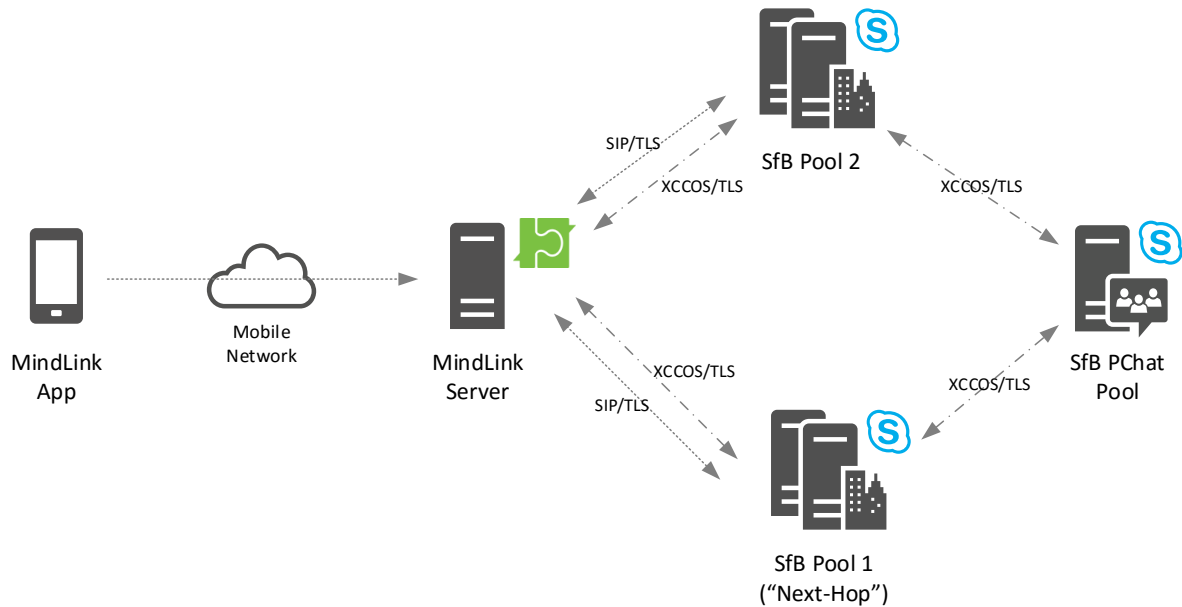 SfB Pool 2
SIP/TLS
XCCOS/TLS
XCCOS/TLS
Mobile
Network
MindLink
App
MindLink
Server
SfB PChat
Pool
XCCOS/TLS
SIP/TLS
XCCOS/TLS
SfB Pool 1
(“Next-Hop”)